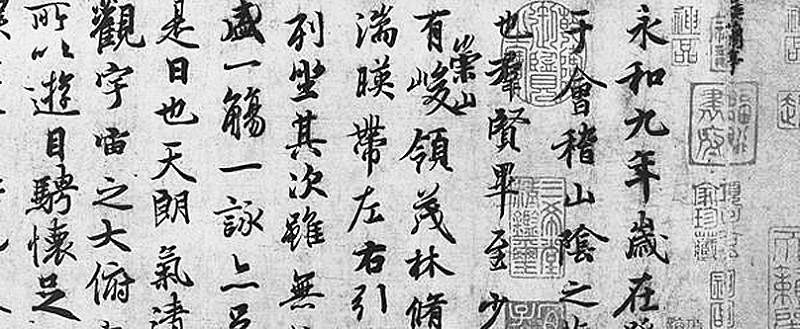 永和九年歲在
于會稽山陰之
也羣賢畢至少
有崇山峻領茂林脩
湍暎帶左右引
列坐其次雖無
盛一觴一詠亦足
是日也天朗氣清
觀宇宙之大俯
所以遊目騁懷足